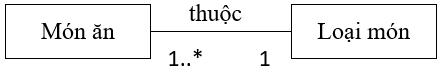 thuộc
Món ăn
Loại món
1..* 1